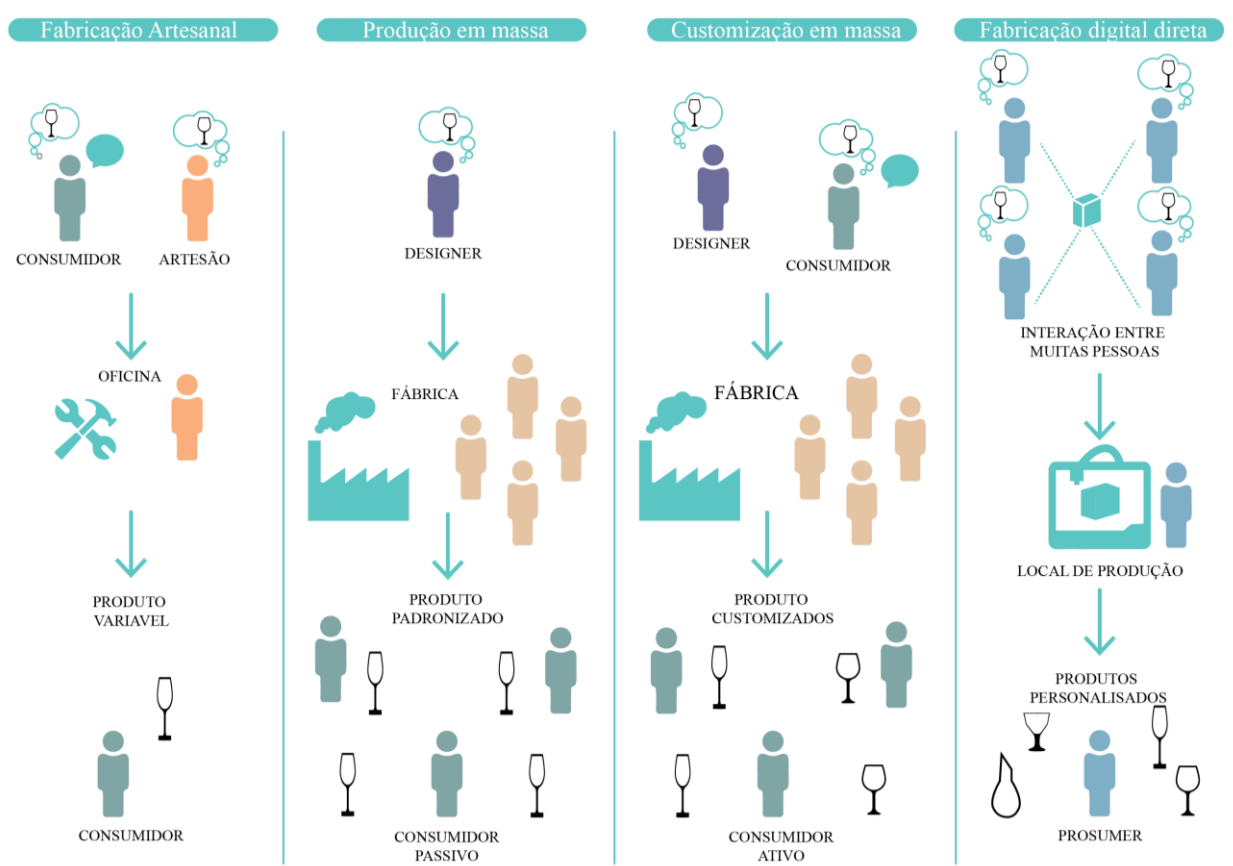 Fabricação Artesanal
CONSUMIDOR
ARTESÃO
OFICINA
PRODUTO
VARIAVEL
CONSUMIDOR
Produção em massa
DESIGNER
FÁBRICA
PRODUTO
PADRONIZADO
CONSUMIDOR
PASSIVO
Customização em massa
DESIGNER
CONSUMIDOR
FÁBRICA
PRODUTO
CUSTOMIZADOS
CONSUMIDOR
ATIVO
Fabricação digital direta
INTERAÇÃO ENTRE
MUITAS PESSOAS
LOCAL DE PRODUÇÃO
PRODUTOS
PERSONALISADOS
PROSUMER